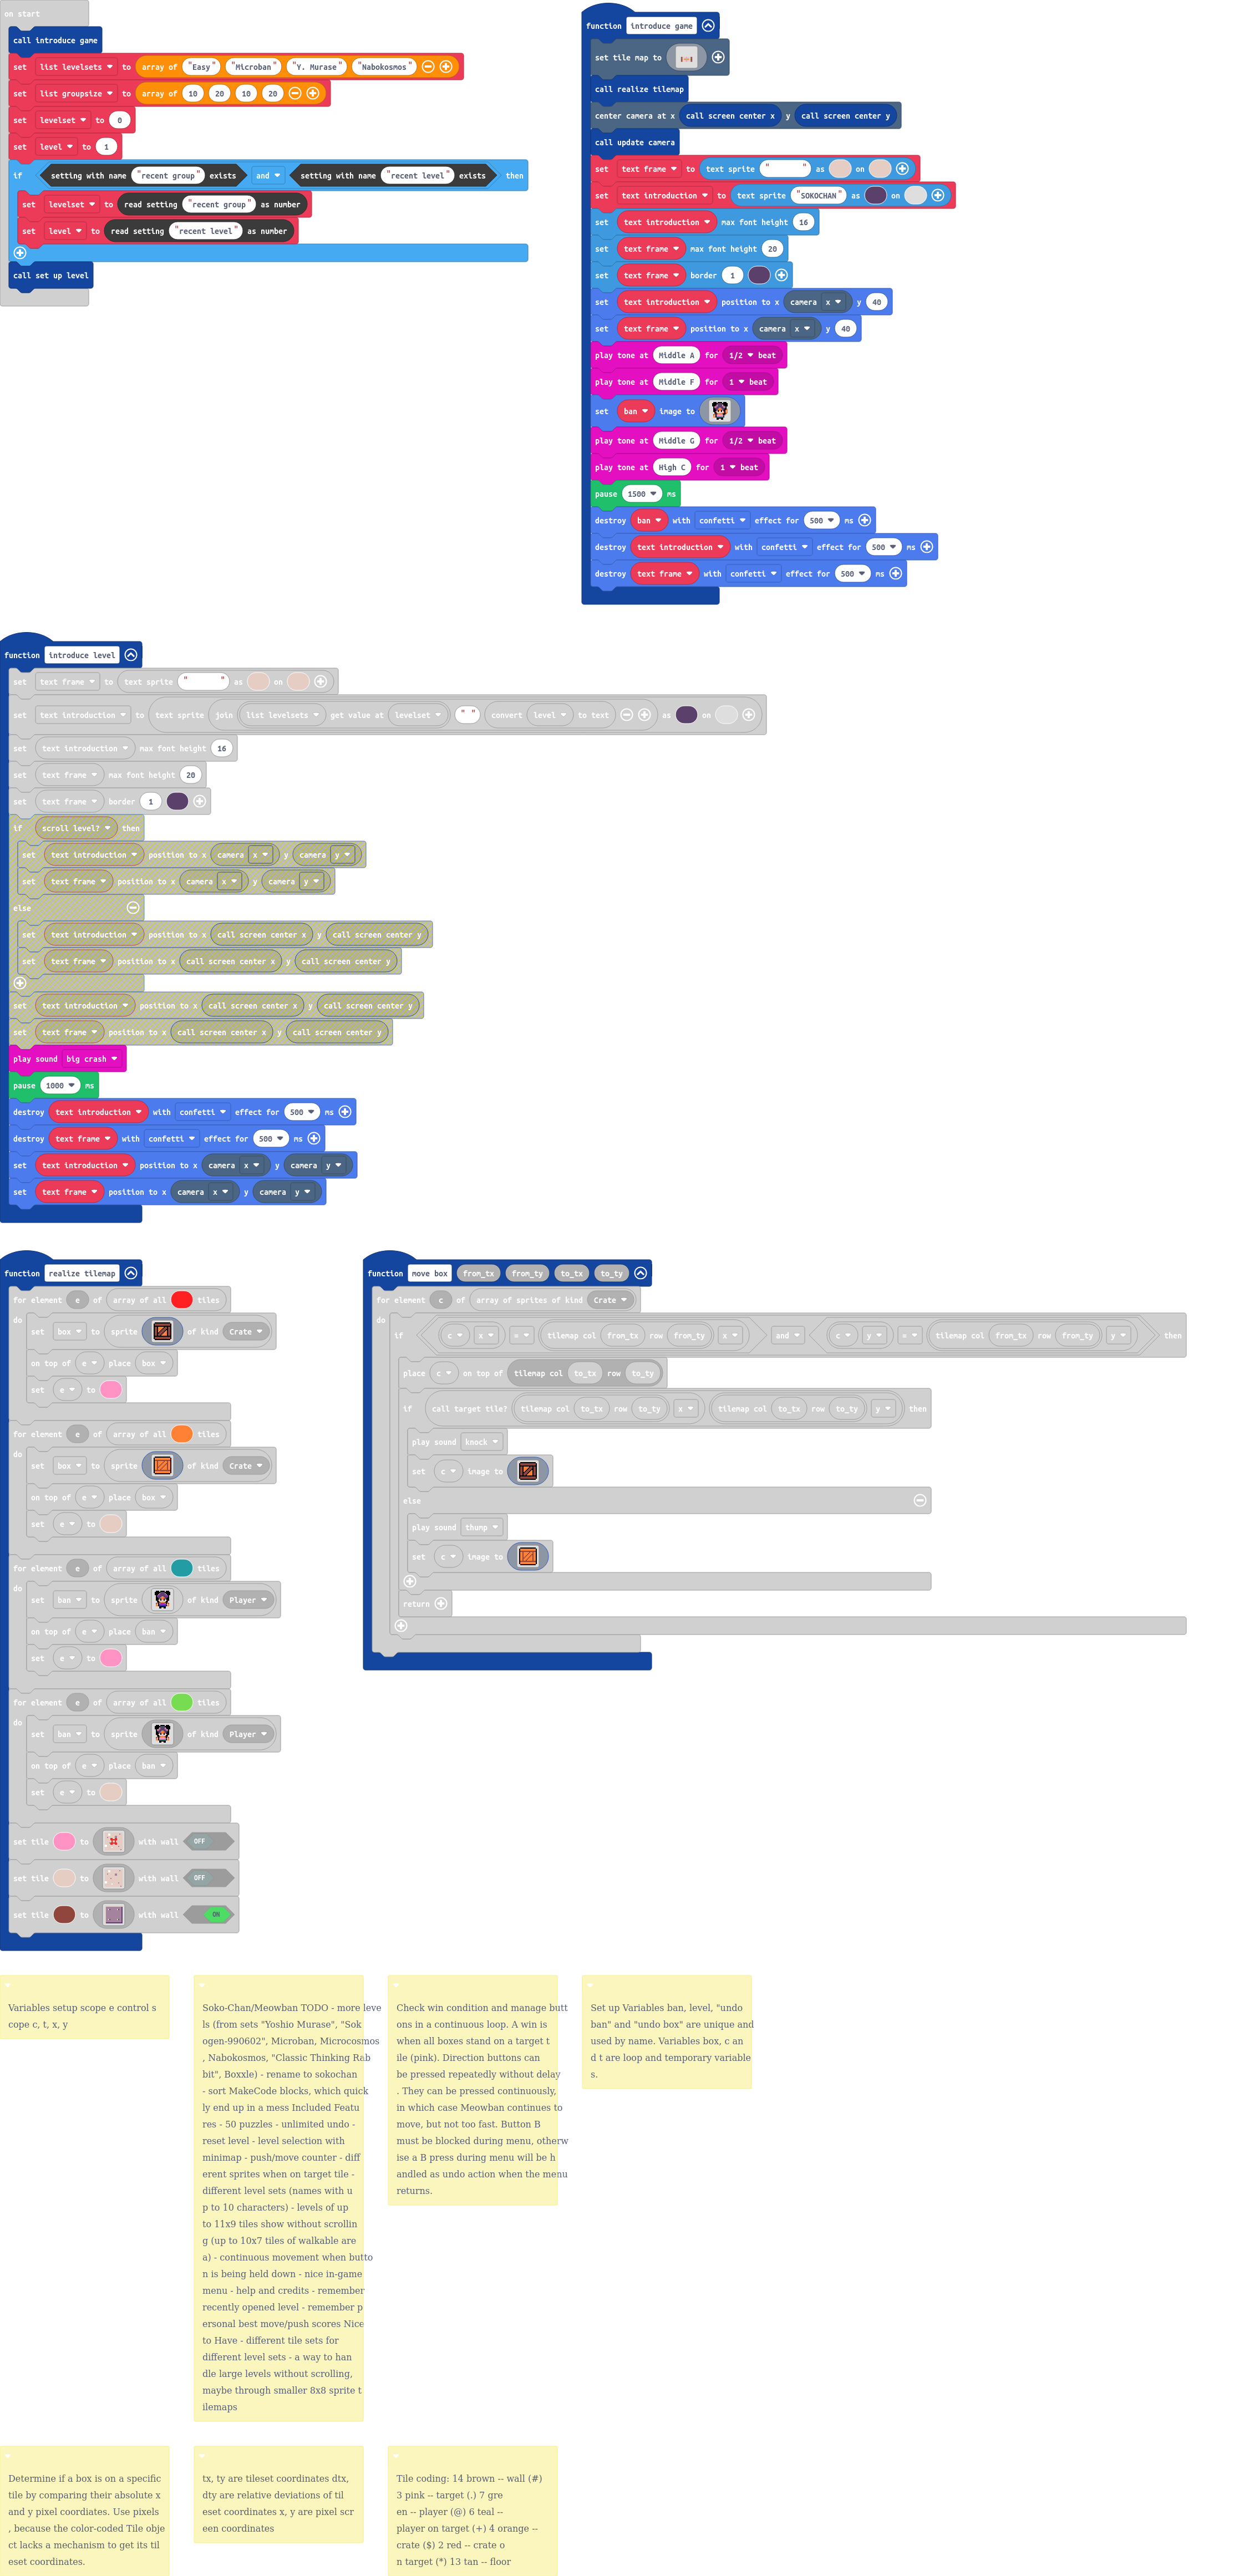 on start
call introduce game
set list levelsets to array of "Easy" "Microban" "Y. Murase" "Nabokosmos"
set list groupsize to array of 10 20 10 20
set levelset to 0
set level to 1
if setting with name "recent group" exists and setting with name "recent level" exists then
set levelset to read setting "recent group" as number
set level to read setting "recent level" as number
call set up level
function introduce game
set tile map to
call realize tilemap
center camera at x call screen center x y call screen center y
call update camera
set text frame to text sprite " " as on
set text introduction to text sprite "SOKOCHAN" as on
set text introduction max font height 16
set text frame max font height 20
set text frame border 1
set text introduction position to x camera x y 40
set text frame position to x camera x y 40
play tone at Middle A for 1/2 beat
play tone at Middle F for 1 beat
set ban image to
play tone at Middle G for 1/2 beat
play tone at High C for 1 beat
pause 1500 ms
destroy ban with confetti effect for 500 ms
destroy text introduction with confetti effect for 500 ms
destroy text frame with confetti effect for 500 ms
function introduce level
set text frame to text sprite " " as on
set text introduction to text sprite join list levelsets get value at levelset " " convert level to text as on
set text introduction max font height 16
set text frame max font height 20
set text frame border 1
if scroll level? then
set text introduction position to x camera x y camera y
set text frame position to x camera x y camera y
else
set text introduction position to x call screen center x y call screen center y
set text frame position to x call screen center x y call screen center y
set text introduction position to x call screen center x y call screen center y
set text frame position to x call screen center x y call screen center y
play sound big crash
pause 1000 ms
destroy text introduction with confetti effect for 500 ms
destroy text frame with confetti effect for 500 ms
set text introduction position to x camera x y camera y
set text frame position to x camera x y camera y
function realize tilemap
for element e of array of all tiles
do
set box to sprite of kind Crate
on top of e place box
set e to
for element e of array of all tiles
do
set box to sprite of kind Crate
on top of e place box
set e to
for element e of array of all tiles
do
set ban to sprite of kind Player
on top of e place ban
set e to
for element e of array of all tiles
do
set ban to sprite of kind Player
on top of e place ban
set e to
set tile to with wall OFF
set tile to with wall OFF
set tile to with wall ON
function move box from_tx from_ty to_tx to_ty
for element c of array of sprites of kind Crate
do
if c x = tilemap col from_tx row from_ty x and c y = tilemap col from_tx row from_ty y then
place c on top of tilemap col to_tx row to_ty
if call target tile? tilemap col to_tx row to_ty x tilemap col to_tx row to_ty y then
play sound knock
set c image to
else
play sound thump
set c image to
return
Variables setup scope e control s
cope c, t, x, y
Soko-Chan/Meowban TODO - more leve
ls (from sets "Yoshio Murase", "Sok
ogen-990602", Microban, Microcosmos
, Nabokosmos, "Classic Thinking Rab
bit", Boxxle) - rename to sokochan
- sort MakeCode blocks, which quick
ly end up in a mess Included Featu
res - 50 puzzles - unlimited undo -
reset level - level selection with
minimap - push/move counter - diff
erent sprites when on target tile -
different level sets (names with u
p to 10 characters) - levels of up
to 11x9 tiles show without scrollin
g (up to 10x7 tiles of walkable are
a) - continuous movement when butto
n is being held down - nice in-game
menu - help and credits - remember
recently opened level - remember p
ersonal best move/push scores Nice
to Have - different tile sets for
different level sets - a way to han
dle large levels without scrolling,
maybe through smaller 8x8 sprite t
ilemaps
Check win condition and manage butt
ons in a continuous loop. A win is
when all boxes stand on a target t
ile (pink). Direction buttons can
be pressed repeatedly without delay
. They can be pressed continuously,
in which case Meowban continues to
move, but not too fast. Button B
must be blocked during menu, otherw
ise a B press during menu will be h
andled as undo action when the menu
returns.
Set up Variables ban, level, "undo
ban" and "undo box" are unique and
used by name. Variables box, c an
d t are loop and temporary variable
s.
Determine if a box is on a specific
tile by comparing their absolute x
and y pixel coordiates. Use pixels
, because the color-coded Tile obje
ct lacks a mechanism to get its til
eset coordinates.
tx, ty are tileset coordinates dtx,
dty are relative deviations of til
eset coordinates x, y are pixel scr
een coordinates
Tile coding: 14 brown -- wall (#)
3 pink -- target (.) 7 gre
en -- player (@) 6 teal --
player on target (+) 4 orange --
crate ($) 2 red -- crate o
n target (*) 13 tan -- floor